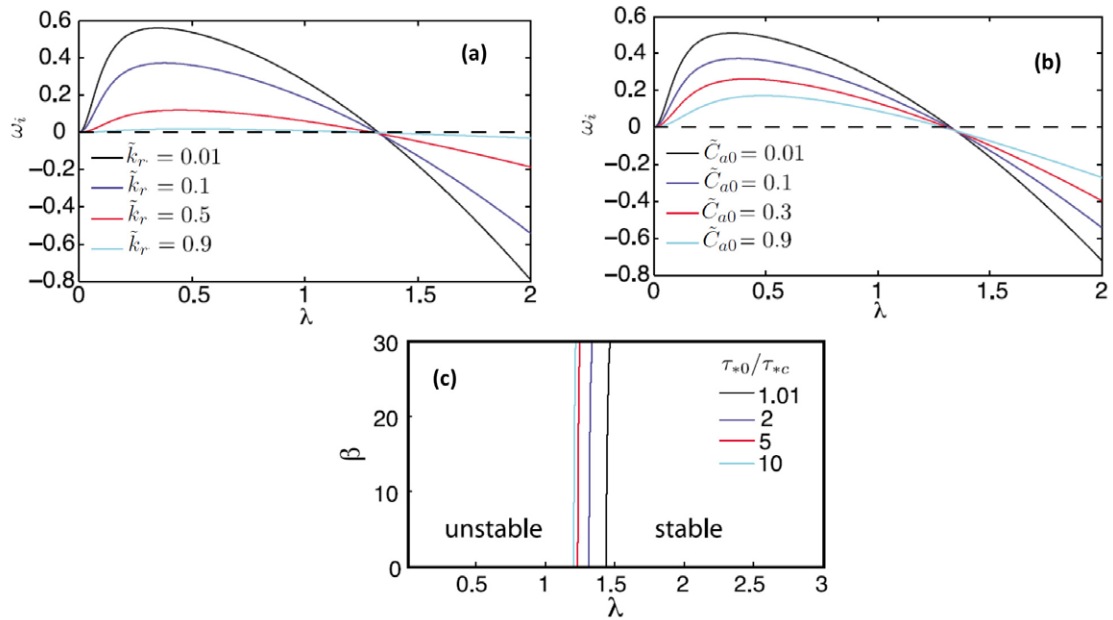 0.6
0.4
0.2
0
−0.2
−0.4
−0.6
−0.8
ω_i
(a)
k̃_r = 0.01
k̃_r = 0.1
k̃_r = 0.5
k̃_r = 0.9
0 0.5 1 1.5 2
λ
0.6
0.4
0.2
0
−0.2
−0.4
−0.6
−0.8
ω_i
(b)
C̃_{a0} = 0.01
C̃_{a0} = 0.1
C̃_{a0} = 0.3
C̃_{a0} = 0.9
0 0.5 1 1.5 2
λ
30
20
10
0
β
(c)
τ_{*0}/τ_{*c}
1.01
2
5
10
unstable stable
0.5 1 1.5 2 2.5 3
λ